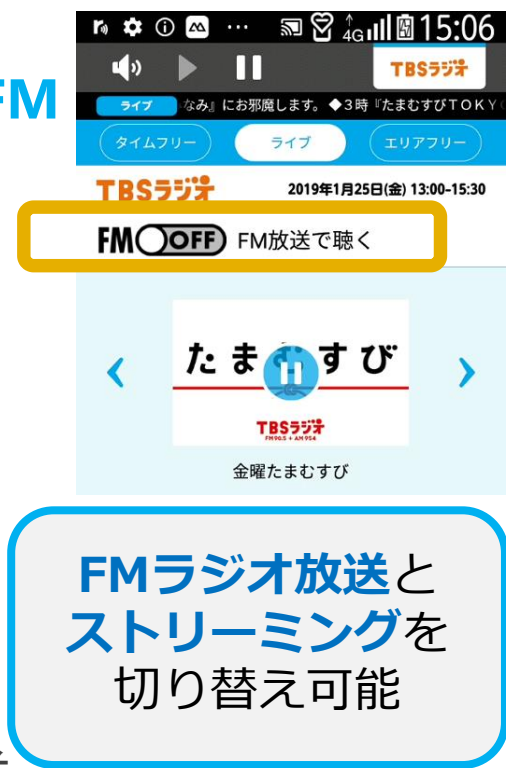 4G 15:06
FM
TBSラジオ
ライブ なみ』にお邪魔します。◆3時『たまむすびTOKY
タイムフリー ライブ エリアフリー
TBSラジオ 2019年1月25日(金) 13:00-15:30
FM OFF FM放送で聴く
たま すび
TBSラジオ
FM90.5 + AM954
金曜たまむすび
FMラジオ放送と
ストリーミングを
切り替え可能